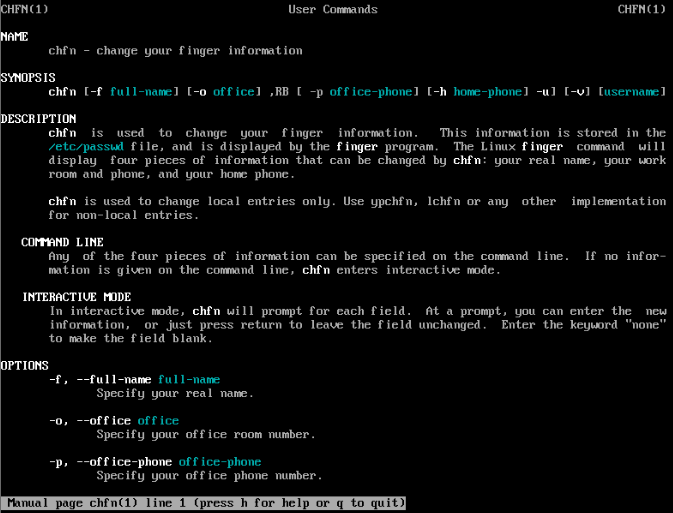 CHFN(1) User Commands CHFN(1)
NAME
chfn - change your finger information
SYNOPSIS
chfn [-f full-name] [-o office] ,RB [ -p office-phone] [-h home-phone] -u] [-v] [username]
DESCRIPTION
chfn is used to change your finger information. This information is stored in the
/etc/passwd file, and is displayed by the finger program. The Linux finger command will
display four pieces of information that can be changed by chfn: your real name, your work
room and phone, and your home phone.
chfn is used to change local entries only. Use ypchfn, lchfn or any other implementation
for non-local entries.
COMMAND LINE
Any of the four pieces of information can be specified on the command line. If no infor-
mation is given on the command line, chfn enters interactive mode.
INTERACTIVE MODE
In interactive mode, chfn will prompt for each field. At a prompt, you can enter the new
information, or just press return to leave the field unchanged. Enter the keyword "none"
to make the field blank.
OPTIONS
-f, --full-name full-name
Specify your real name.
-o, --office office
Specify your office room number.
-p, --office-phone office-phone
Specify your office phone number.
Manual page chfn(1) line 1 (press h for help or q to quit)